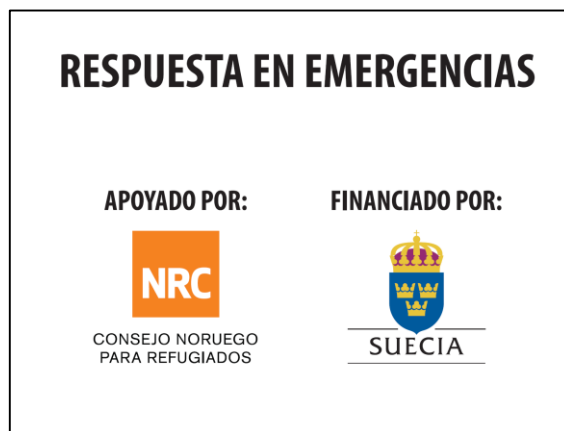 RESPUESTA EN EMERGENCIAS
APOYADO POR:
FINANCIADO POR:
NRC
CONSEJO NORUEGO
PARA REFUGIADOS
SUECIA